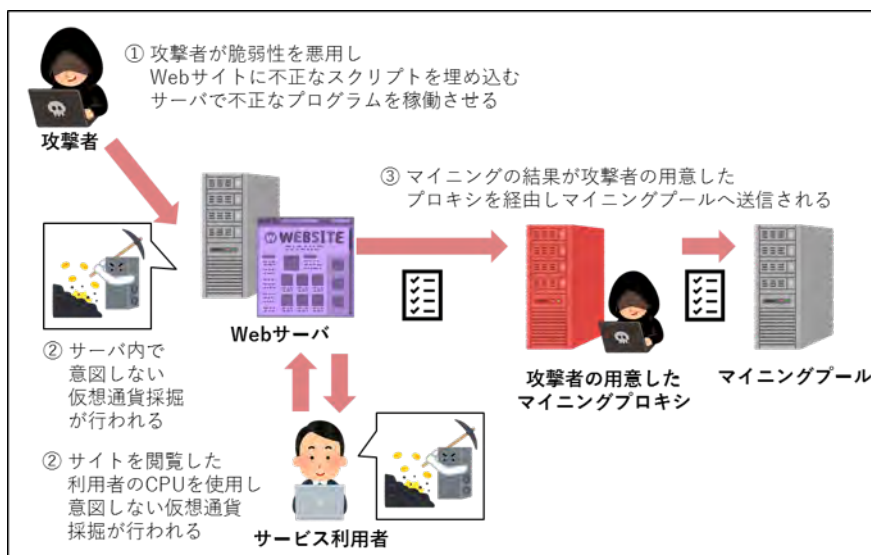 ① 攻撃者が脆弱性を悪用し
Webサイトに不正なスクリプトを埋め込む
サーバで不正なプログラムを稼働させる
攻撃者
③ マイニングの結果が攻撃者の用意した
プロキシを経由しマイニングプールへ送信される
WEBSITE
Webサーバ
② サーバ内で
意図しない
仮想通貨採掘
が行われる
攻撃者の用意した
マイニングプロキシ
マイニングプール
② サイトを閲覧した
利用者のCPUを使用し
意図しない仮想通貨
採掘が行われる
サービス利用者